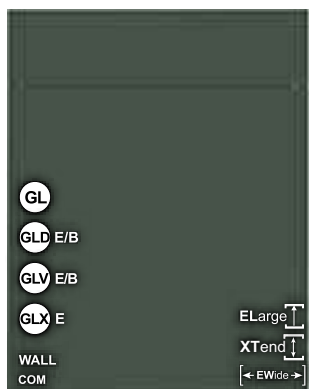 GL
GLD E/B
GLV E/B
GLX E
WALL
COM
ELarge
XTend
EWide